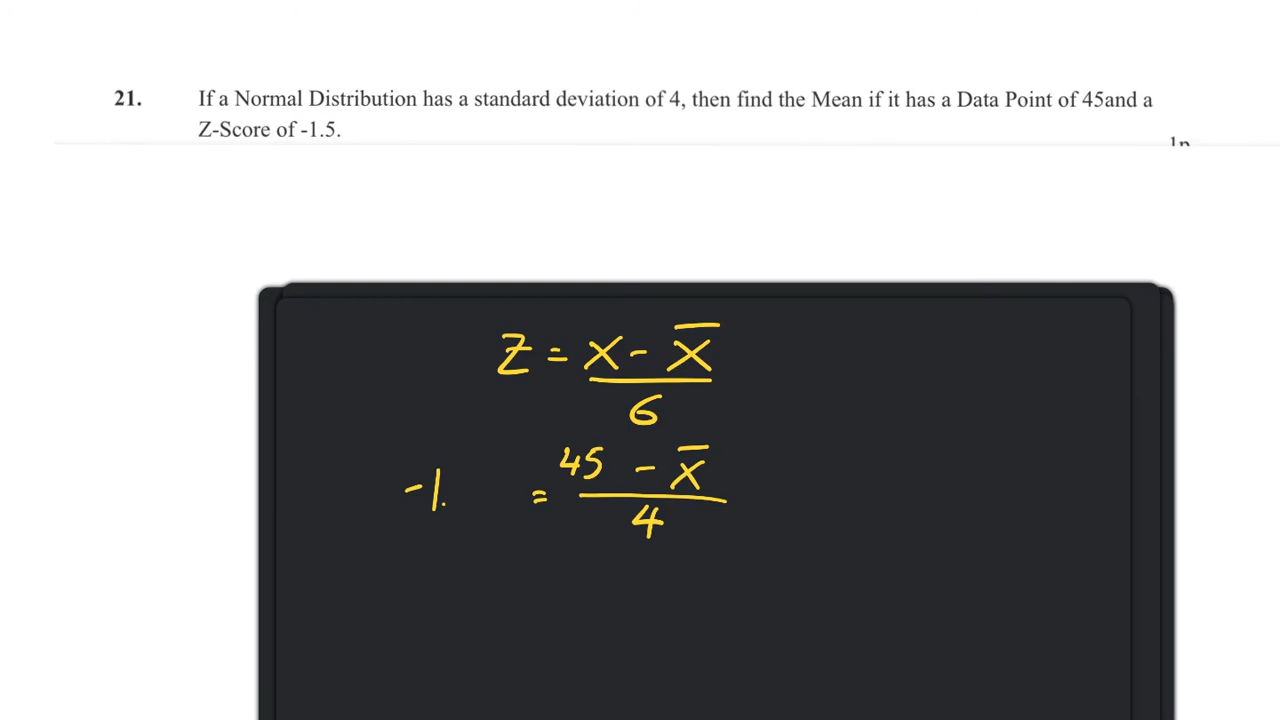 21. If a Normal Distribution has a standard deviation of 4, then find the Mean if it has a Data Point of 45and a
Z-Score of -1.5.
Z = x - x̄
6
-1. = 45 - x̄
4